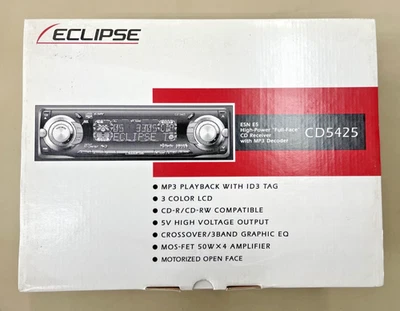 ECLIPSE
ESN E5
High-Power "Full-Face"
CD Receiver
with MP3 Decoder
CD5425
ECLIPSE T
• MP3 PLAYBACK WITH ID3 TAG
• 3 COLOR LCD
• CD-R/CD-RW COMPATIBLE
• 5V HIGH VOLTAGE OUTPUT
• CROSSOVER/3BAND GRAPHIC EQ
• MOS-FET 50W×4 AMPLIFIER
• MOTORIZED OPEN FACE